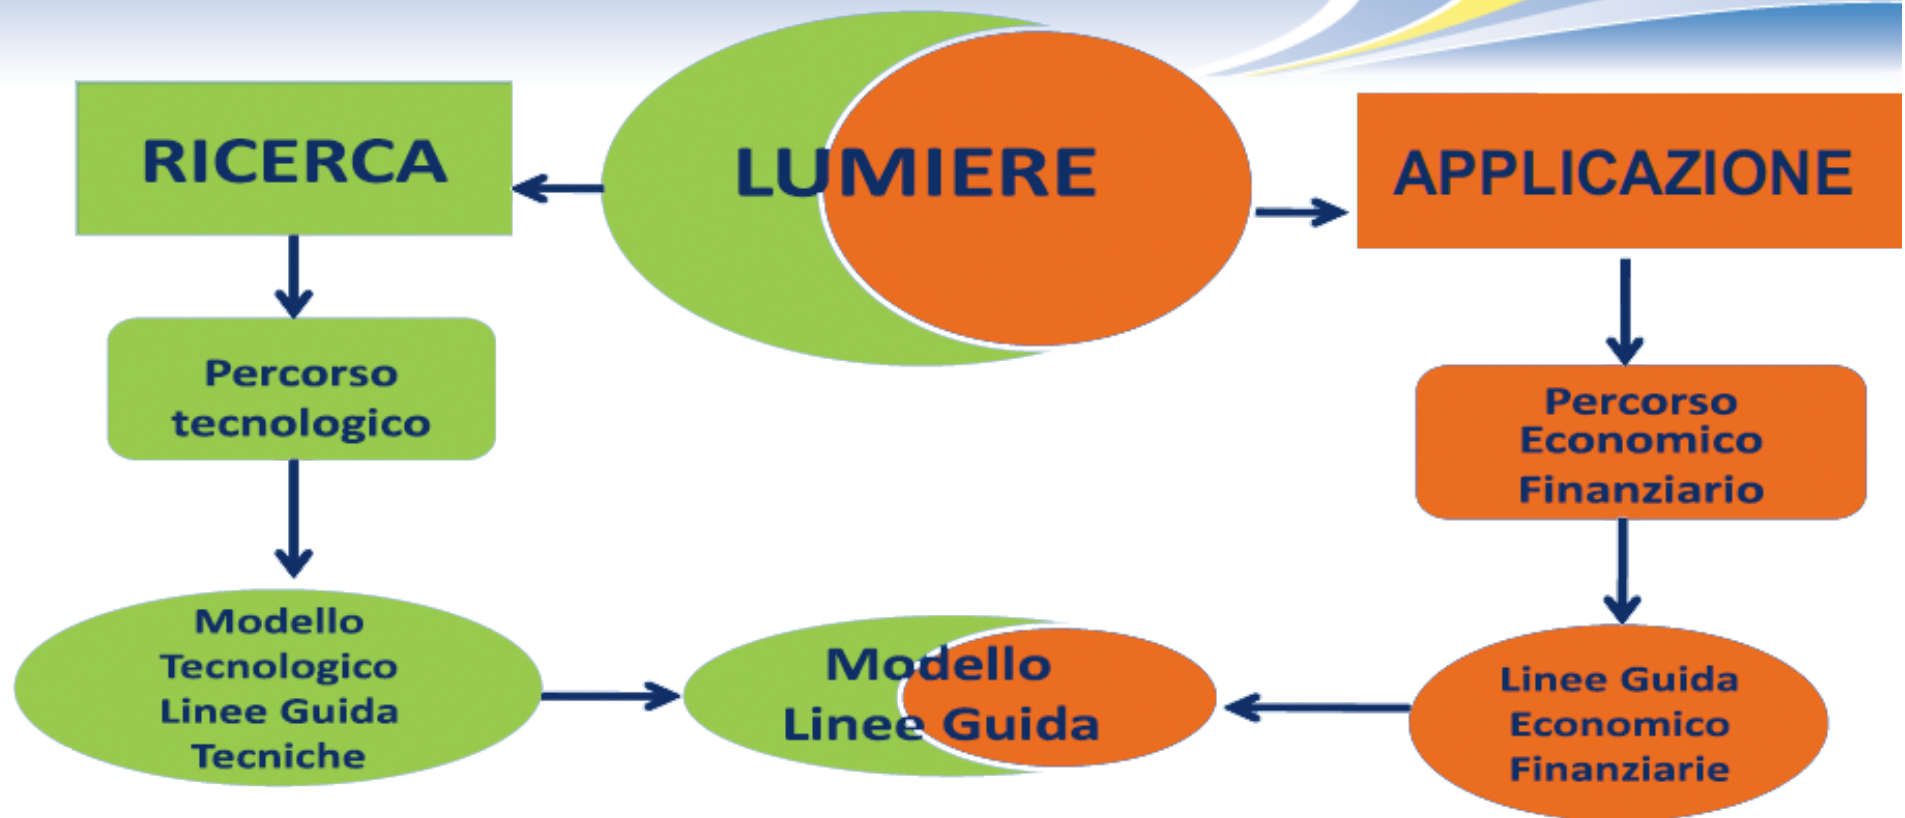 RICERCA
LUMIERE
APPLICAZIONE
Percorso
tecnologico
Percorso
Economico
Finanziario
Modello
Tecnologico
Linee Guida
Tecniche
Modello
Linee Guida
Linee Guida
Economico
Finanziarie